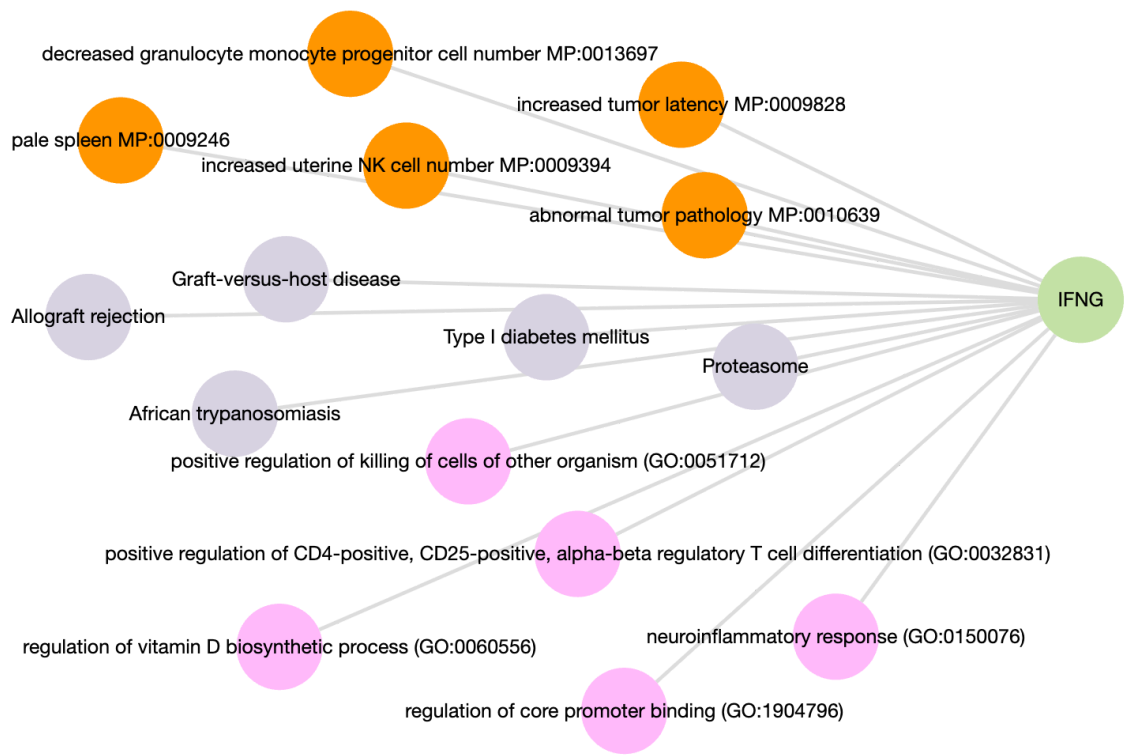 decreased granulocyte monocyte progenitor cell number MP:0013697
increased tumor latency MP:0009828
pale spleen MP:0009246
increased uterine NK cell number MP:0009394
abnormal tumor pathology MP:0010639
Graft-versus-host disease
IFNG
Allograft rejection
Type I diabetes mellitus
Proteasome
African trypanosomiasis
positive regulation of killing of cells of other organism (GO:0051712)
positive regulation of CD4-positive, CD25-positive, alpha-beta regulatory T cell differentiation (GO:0032831)
neuroinflammatory response (GO:0150076)
regulation of vitamin D biosynthetic process (GO:0060556)
regulation of core promoter binding (GO:1904796)